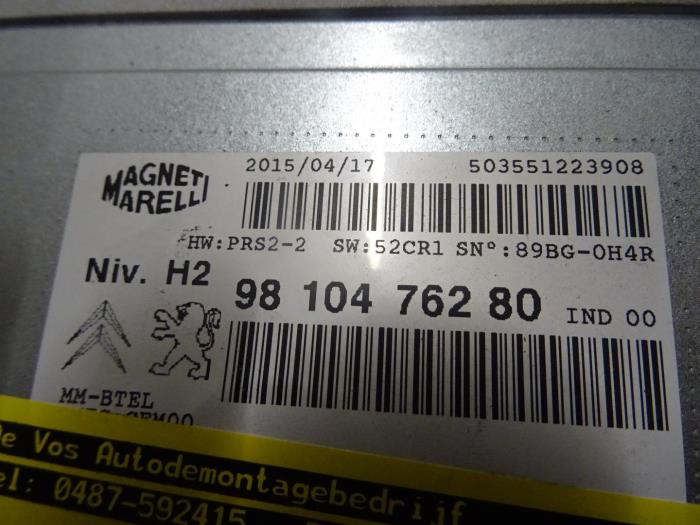 MAGNETI
MARELLI
2015/04/17 503551223908
HW:PRS2-2 SW:52CR1 SN°:89BG-0H4R
Niv. H2
98 104 762 80 IND 00
MM-BTEL
De Vos Autodemontagebedrijf
Tel: 0487-592415